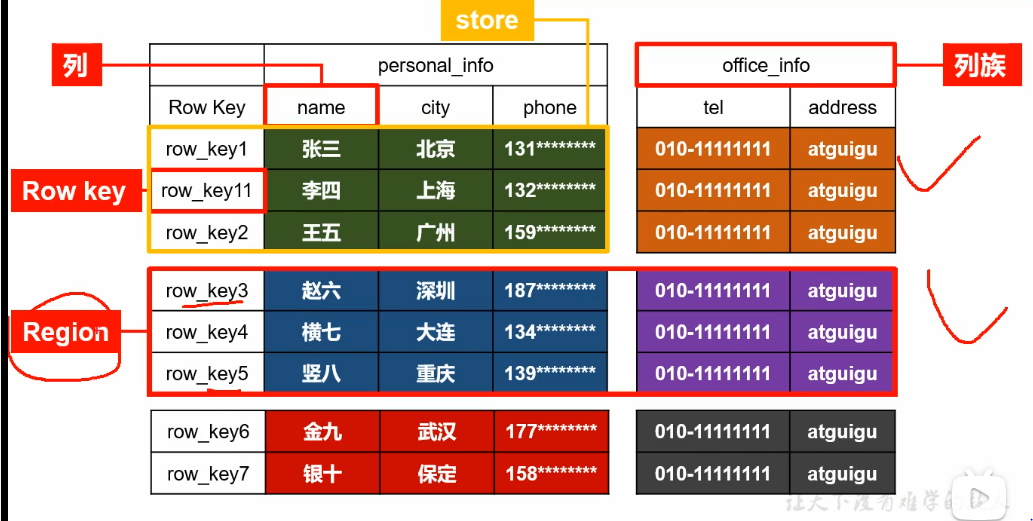 store
列
personal_info
office_info
列族
Row Key
name
city
phone
tel
address
row_key1
张三
北京
131********
010-11111111
atguigu
Row key
row_key11
李四
上海
132********
010-11111111
atguigu
row_key2
王五
广州
159********
010-11111111
atguigu
row_key3
赵六
深圳
187********
010-11111111
atguigu
Region
row_key4
横七
大连
134********
010-11111111
atguigu
row_key5
竖八
重庆
139********
010-11111111
atguigu
row_key6
金九
武汉
177********
010-11111111
atguigu
row_key7
银十
保定
158********
010-11111111
atguigu
让天下没有难学的